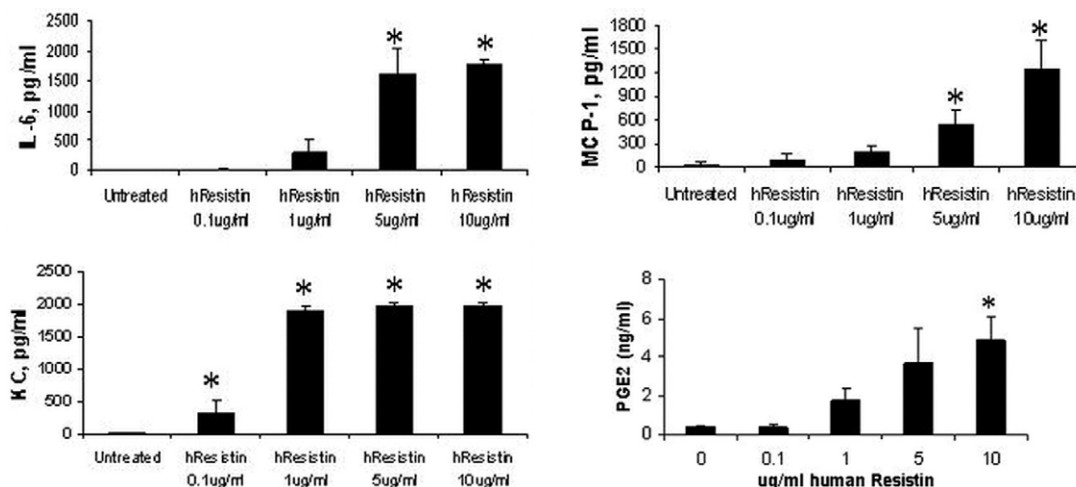 2500
2000
1500
1000
500
0
IL-6, pg/ml
*
*
Untreated hResistin hResistin hResistin hResistin
0.1ug/ml 1ug/ml 5ug/ml 10ug/ml
1800
1500
1200
900
600
300
0
MCP-1, pg/ml
*
*
Untreated hResistin hResistin hResistin hResistin
0.1ug/ml 1ug/ml 5ug/ml 10ug/ml
2500
2000
1500
1000
500
0
KC, pg/ml
*
*
*
*
Untreated hResistin hResistin hResistin hResistin
0.1ug/ml 1ug/ml 5ug/ml 10ug/ml
8
6
4
2
0
PGE2 (ng/ml)
*
0 0.1 1 5 10
ug/ml human Resistin